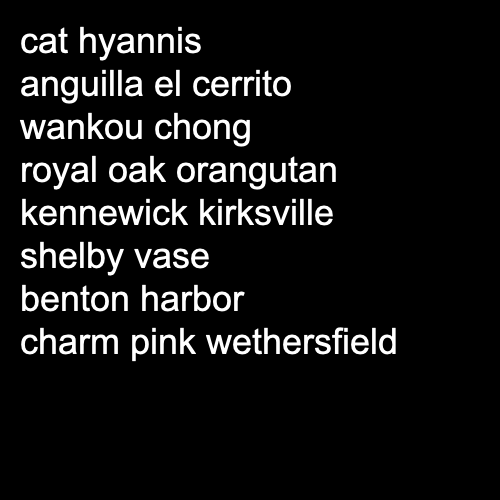 cat hyannis
anguilla el cerrito
wankou chong
royal oak orangutan
kennewick kirksville
shelby vase
benton harbor
charm pink wethersfield